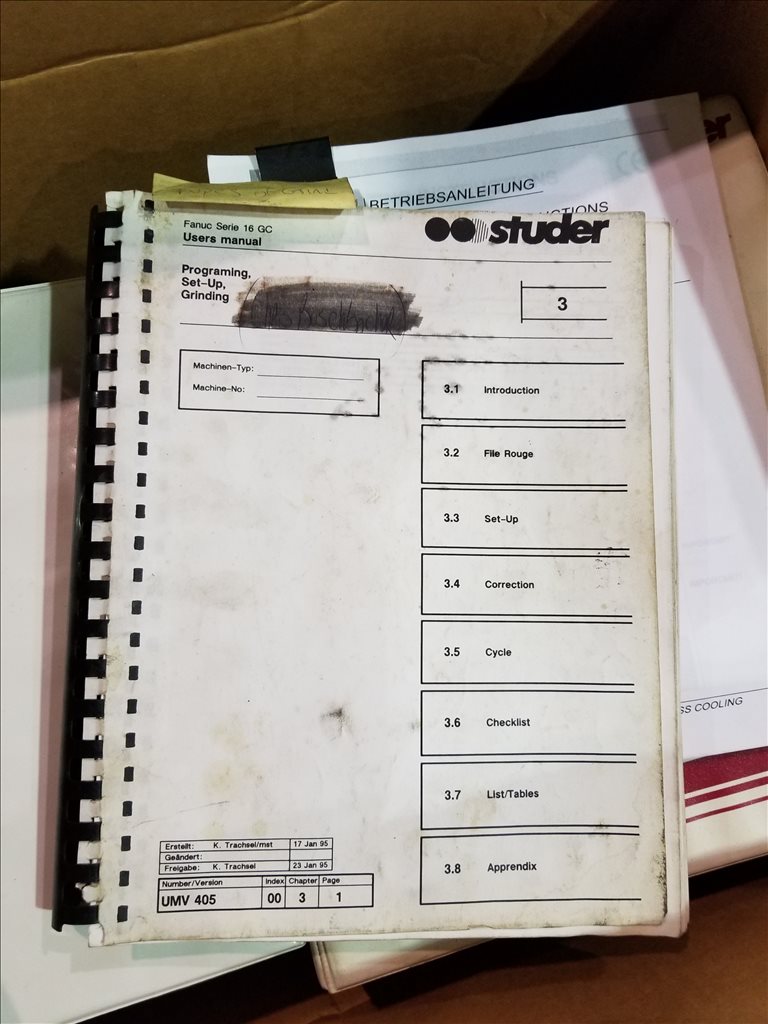 BETRIEBSANLEITUNG
Fanuc Serie 16 GC
Users manual
studer
Programing,
Set-Up,
Grinding
3
Machinen-Typ:
Machine-No:
3.1 Introduction
3.2 File Rouge
3.3 Set-Up
3.4 Correction
3.5 Cycle
3.6 Checklist
3.7 List/Tables
3.8 Apprendix
SS COOLING
Erstellt: K. Trachsel/mst 17 Jan 95
Geändert:
Freigabe: K. Trachsel 23 Jan 95
Number/Version Index Chapter Page
UMV 405 00 3 1